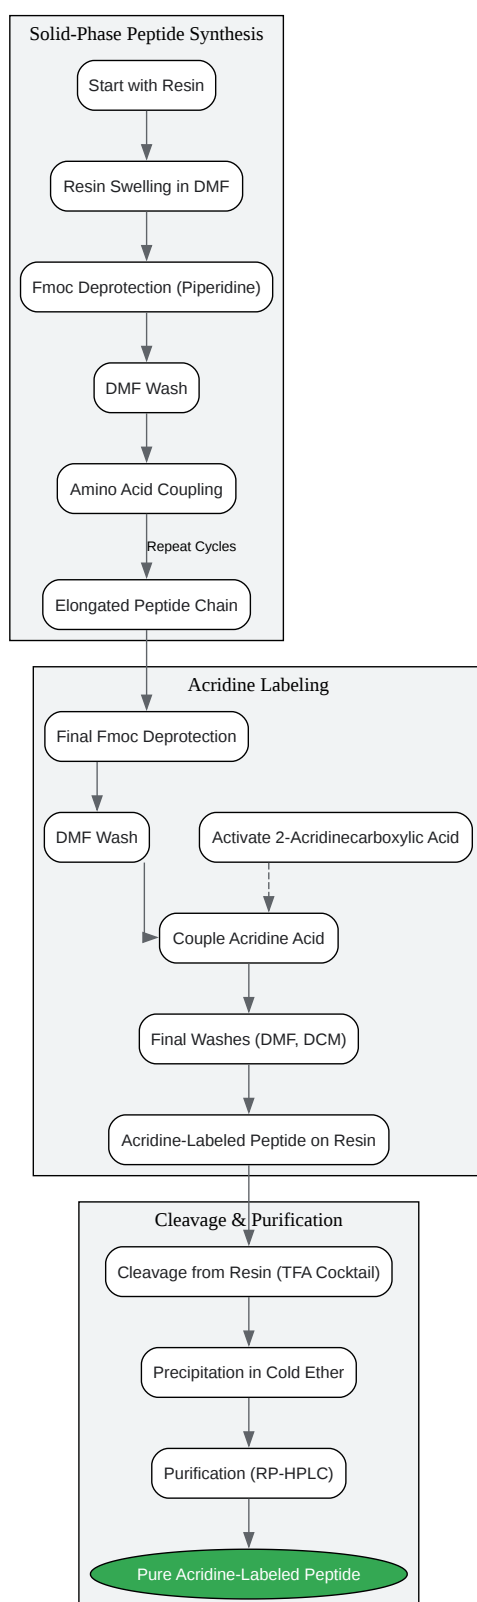 Solid-Phase Peptide Synthesis
Start with Resin
Resin Swelling in DMF
Fmoc Deprotection (Piperidine)
DMF Wash
Amino Acid Coupling
Repeat Cycles
Elongated Peptide Chain
Acridine Labeling
Final Fmoc Deprotection
DMF Wash
Activate 2-Acridinecarboxylic Acid
Couple Acridine Acid
Final Washes (DMF, DCM)
Acridine-Labeled Peptide on Resin
Cleavage & Purification
Cleavage from Resin (TFA Cocktail)
Precipitation in Cold Ether
Purification (RP-HPLC)
Pure Acridine-Labeled Peptide